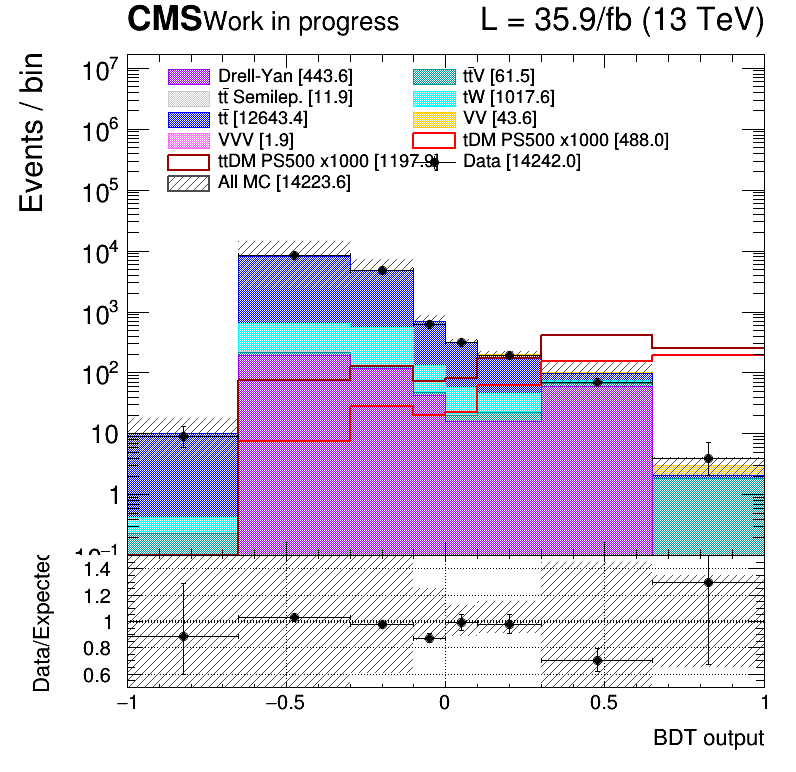 CMS Work in progress L = 35.9/fb (13 TeV)
Events / bin
Drell-Yan [443.6] tt̄V [61.5]
tt̄ Semilep. [11.9] tW [1017.6]
tt̄ [12643.4] VV [43.6]
VVV [1.9] tDM PS500 x1000 [488.0]
ttDM PS500 x1000 [1197.9] Data [14242.0]
All MC [14223.6]
10⁷
10⁶
10⁵
10⁴
10³
10²
10
1
10⁻¹
Data/Expected
1.4
1.2
1
0.8
0.6
−1 −0.5 0 0.5 1
BDT output